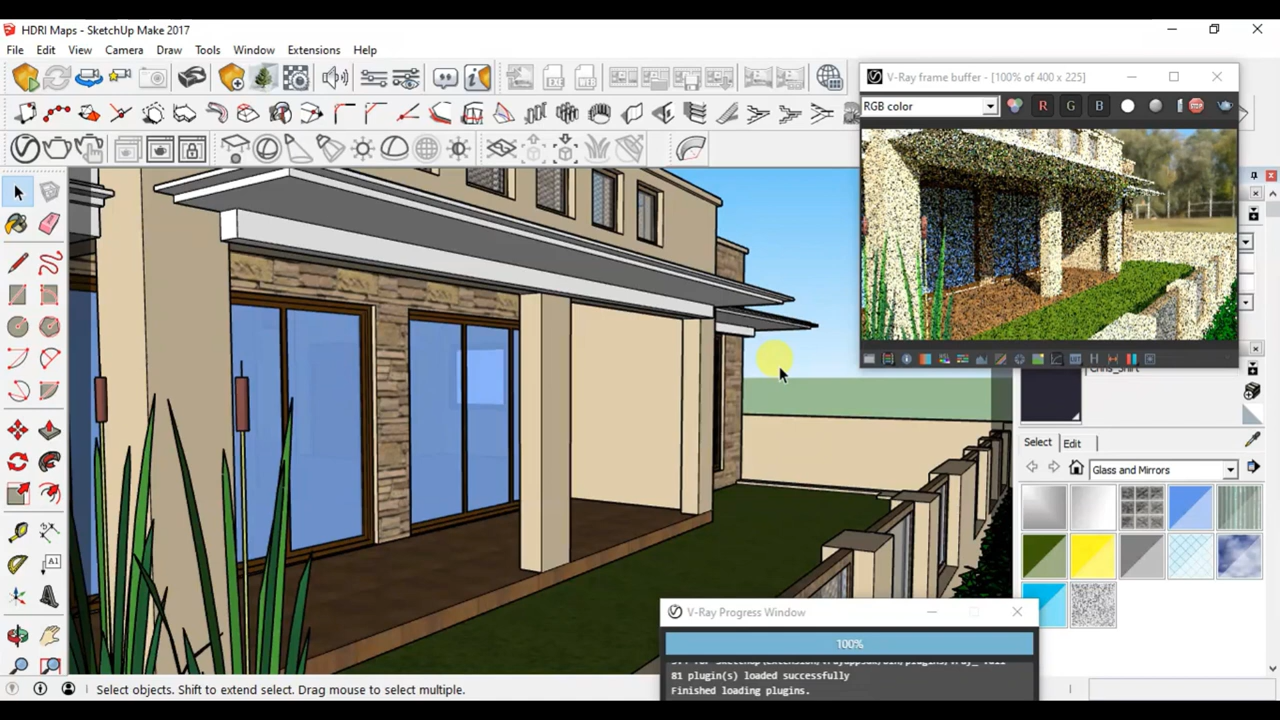 HDRI Maps - SketchUp Make 2017
File Edit View Camera Draw Tools Window Extensions Help
V-Ray frame buffer - [100% of 400 x 225]
RGB color
R G B
Select Edit
Glass and Mirrors
V-Ray Progress Window
100%
81 plugin(s) loaded successfully
Finished loading plugins.
Select objects. Shift to extend select. Drag mouse to select multiple.